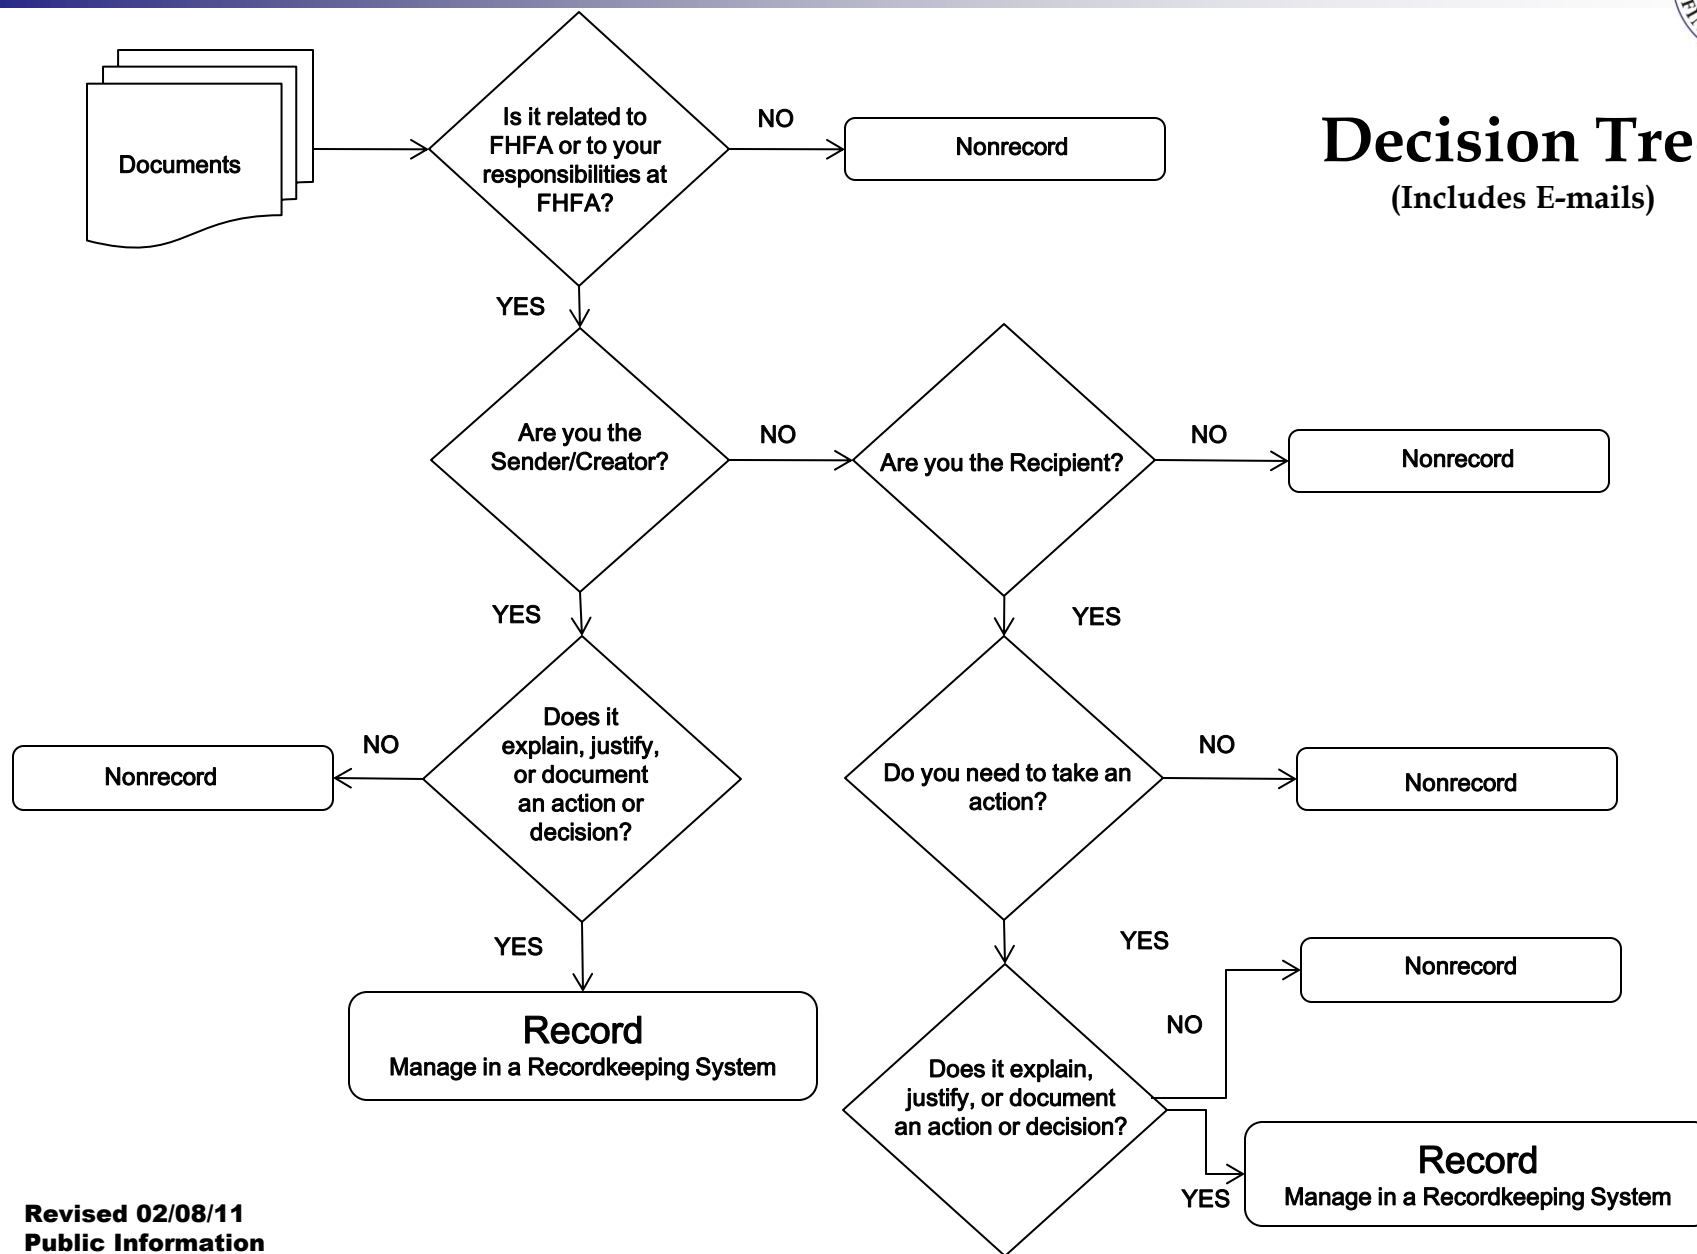 Documents
Is it related to
FHFA or to your
responsibilities at
FHFA?
NO
Nonrecord
Decision Tre
(Includes E-mails)
YES
Are you the
Sender/Creator?
NO
Are you the Recipient?
NO
Nonrecord
YES
YES
Does it
explain, justify,
or document
an action or
decision?
NO
Nonrecord
Do you need to take an
action?
NO
Nonrecord
YES
Record
Manage in a Recordkeeping System
YES
Does it explain,
justify, or document
an action or decision?
NO
Nonrecord
YES
Record
Manage in a Recordkeeping System
Revised 02/08/11
Public Information